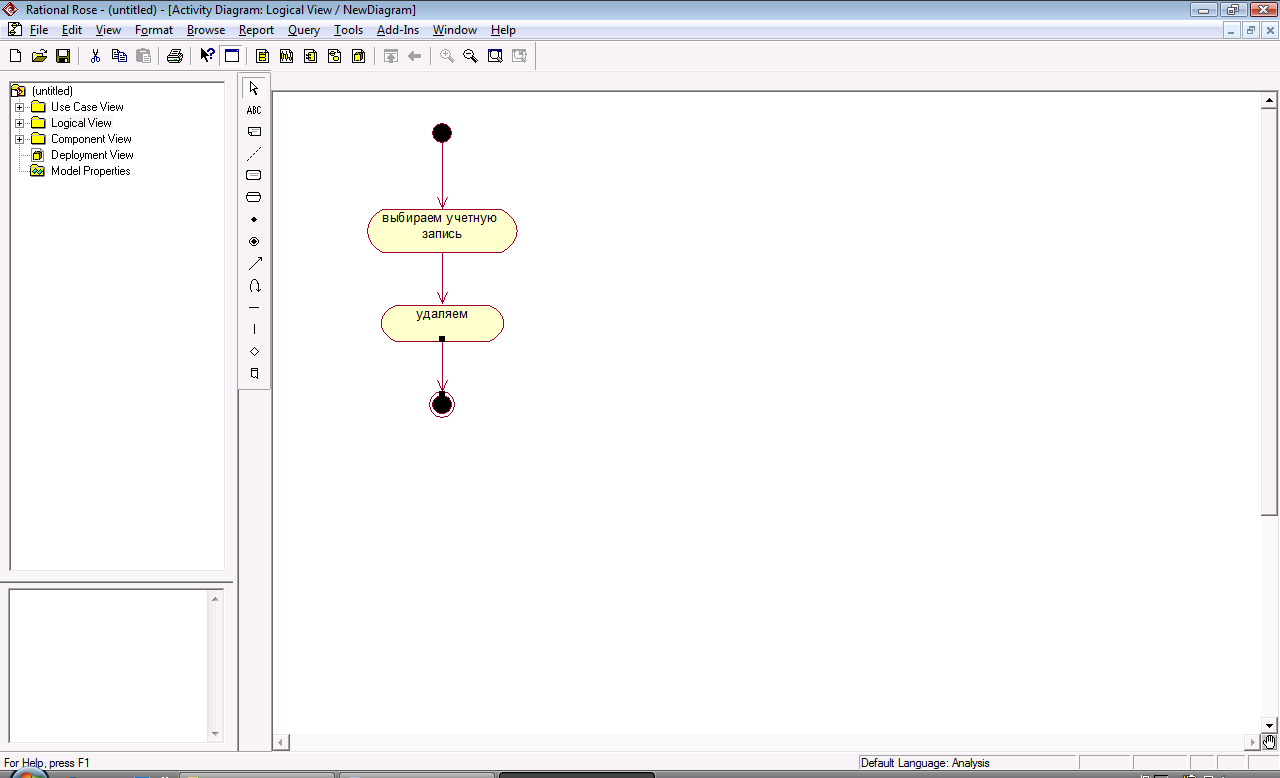 Rational Rose - (untitled) - [Activity Diagram: Logical View / NewDiagram]
File Edit View Format Browse Report Query Tools Add-Ins Window Help
(untitled)
Use Case View
Logical View
Component View
Deployment View
Model Properties
ABC
выбираем учетную
запись
удаляем
For Help, press F1
Default Language: Analysis